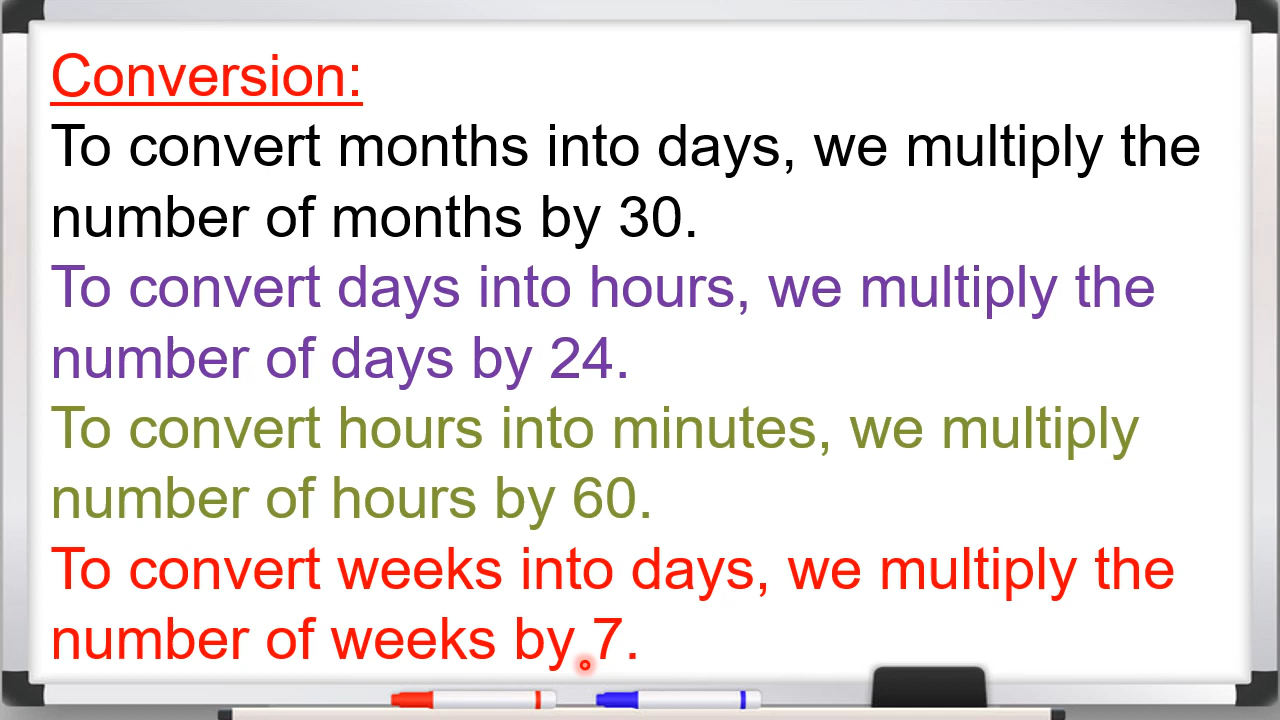 Conversion:
To convert months into days, we multiply the
number of months by 30.
To convert days into hours, we multiply the
number of days by 24.
To convert hours into minutes, we multiply
number of hours by 60.
To convert weeks into days, we multiply the
number of weeks by 7.